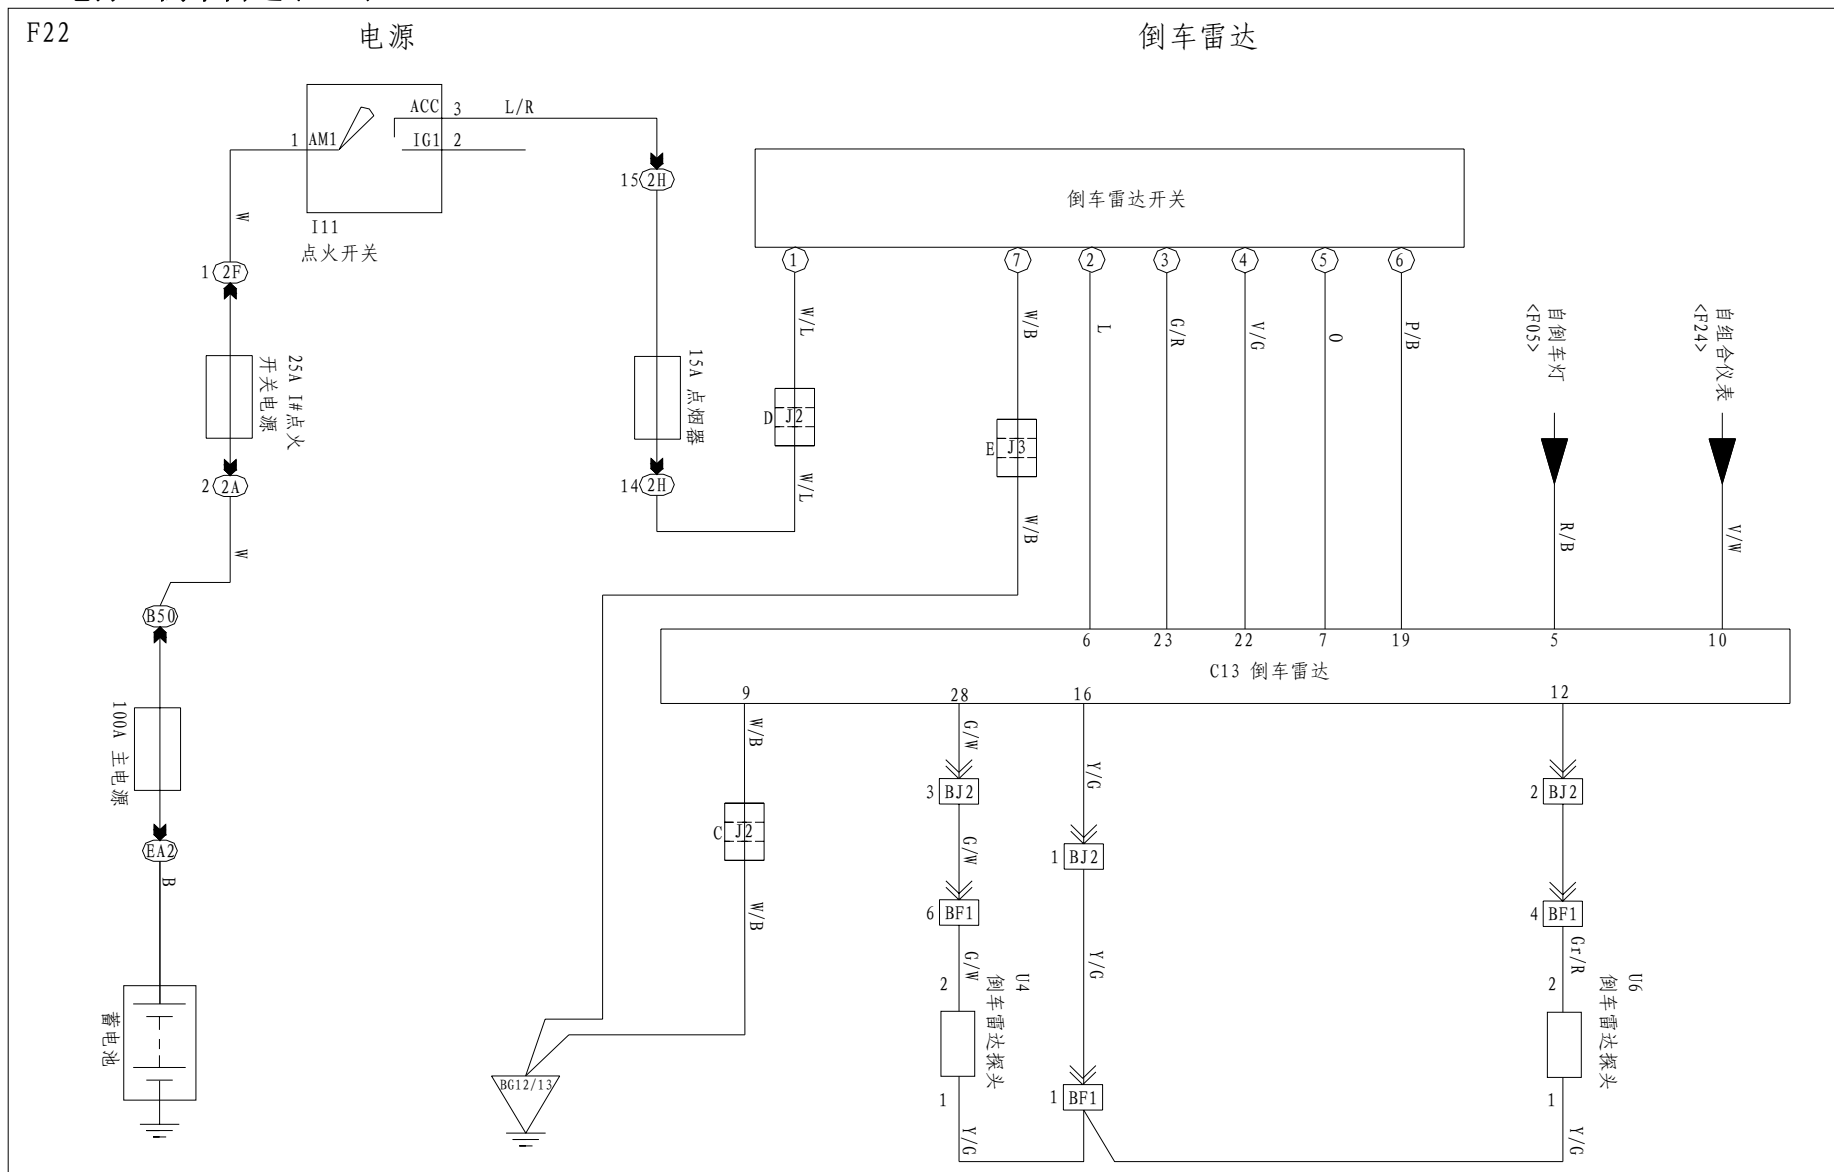 F22
电源
倒车雷达
ACC 3 L/R
1 AM1
IG1 2
I11
点火开关
W
1 2F
25A I#点火
开关电源
2 2A
W
B50
100A 主电源
EA2
B
蓄电池
15 2H
15A 点烟器
14 2H
倒车雷达开关
1 7 2 3 4 5 6
W/L
W/B
L
G/R
V/G
O
P/B
自倒车灯
<F05>
自组合仪表
<F24>
D J2
E J3
W/L
W/B
R/B
V/W
6 23 22 7 19 5 10
C13 倒车雷达
9 28 16 12
W/B
G/W
Y/G
3 BJ2
2 BJ2
C J2
1 BJ2
G/W
6 BF1
4 BF1
W/B
G/W
Y/G
Gr/R
2
U4
倒车雷达探头
1
2
U6
倒车雷达探头
1
BG12/13
1 BF1
Y/G
Y/G